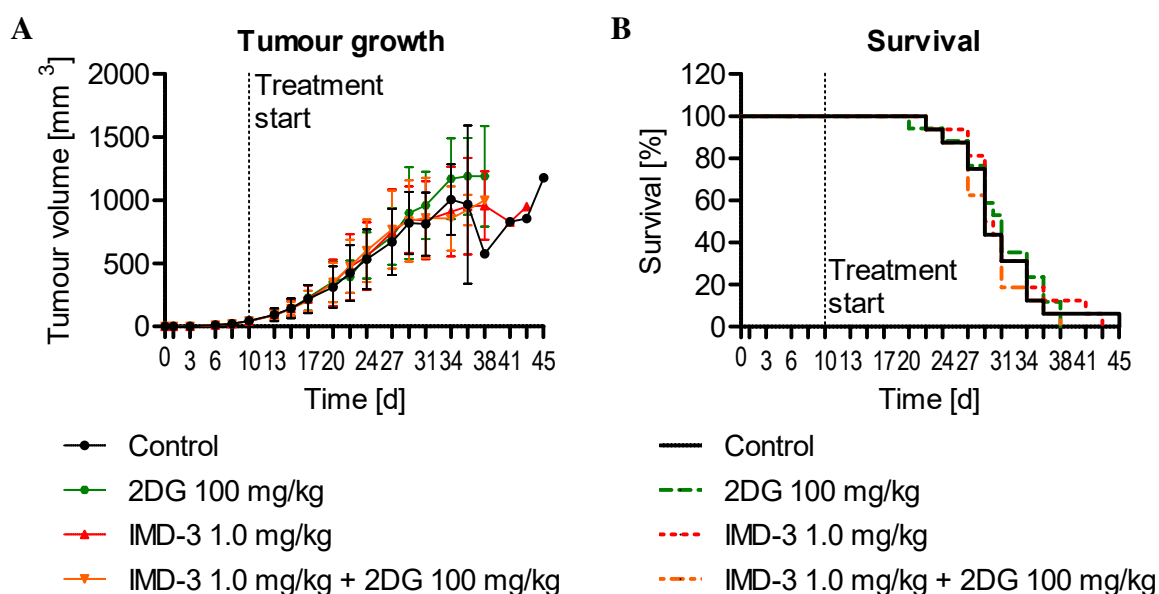 A
Tumour growth
2000
1500
1000
500
0
Tumour volume [mm 3]
Treatment
start
0 3 6 10 13 17 20 24 27 31 34 38 41 45
Time [d]
Control
2DG 100 mg/kg
IMD-3 1.0 mg/kg
IMD-3 1.0 mg/kg + 2DG 100 mg/kg
B
Survival
120
100
80
60
40
20
0
Survival [%]
Treatment
start
0 3 6 10 13 17 20 24 27 31 34 38 41 45
Time [d]
Control
2DG 100 mg/kg
IMD-3 1.0 mg/kg
IMD-3 1.0 mg/kg + 2DG 100 mg/kg